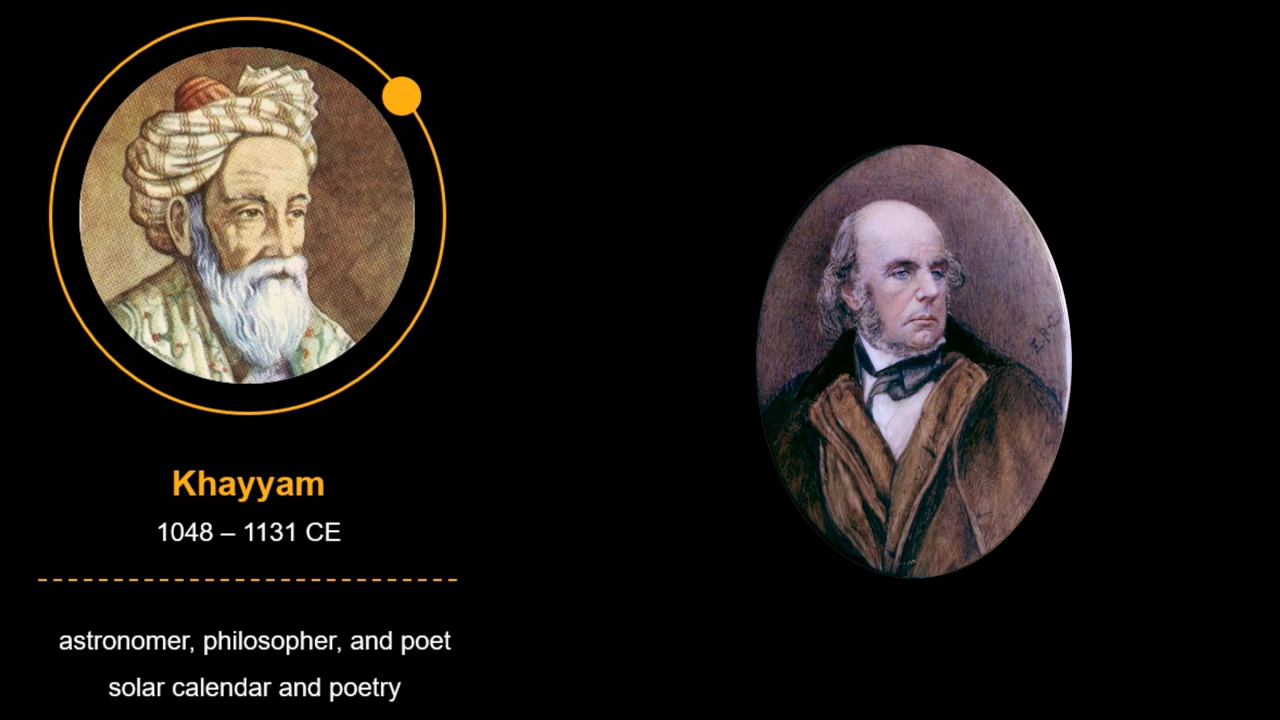 Khayyam
1048 – 1131 CE
astronomer, philosopher, and poet
solar calendar and poetry